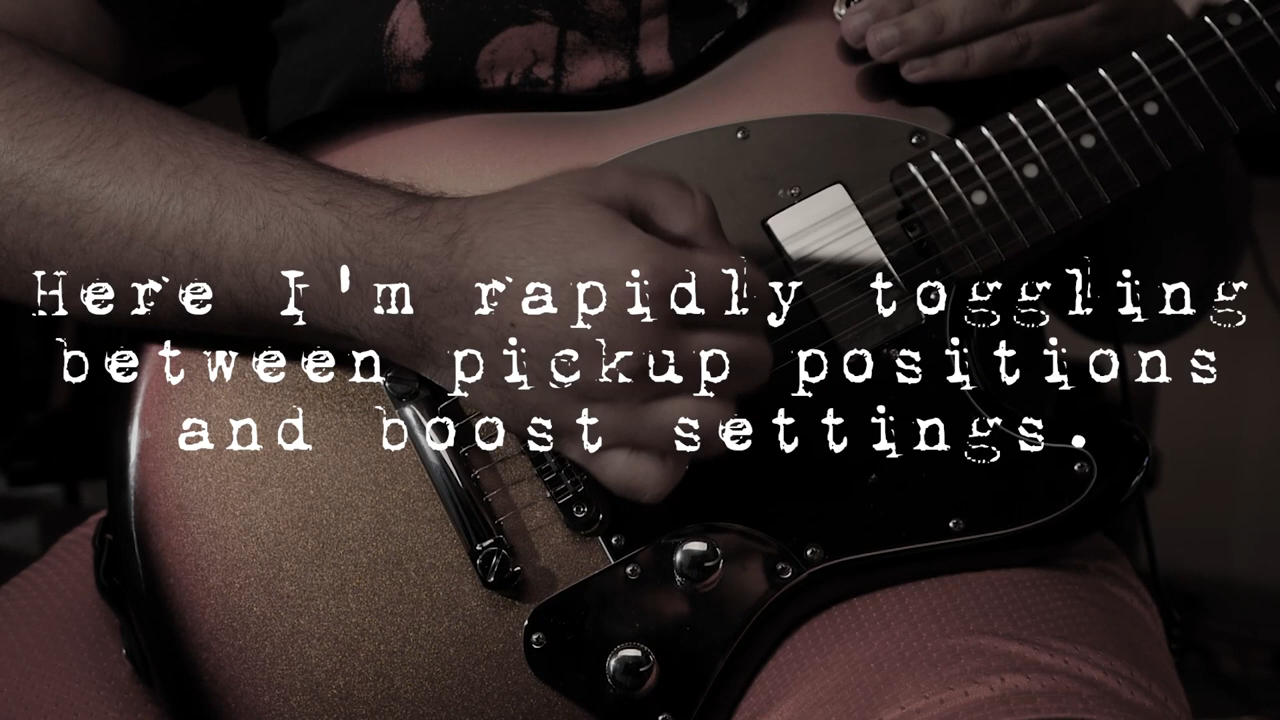 Here I'm rapidly toggling
between pickup positions
and boost settings.